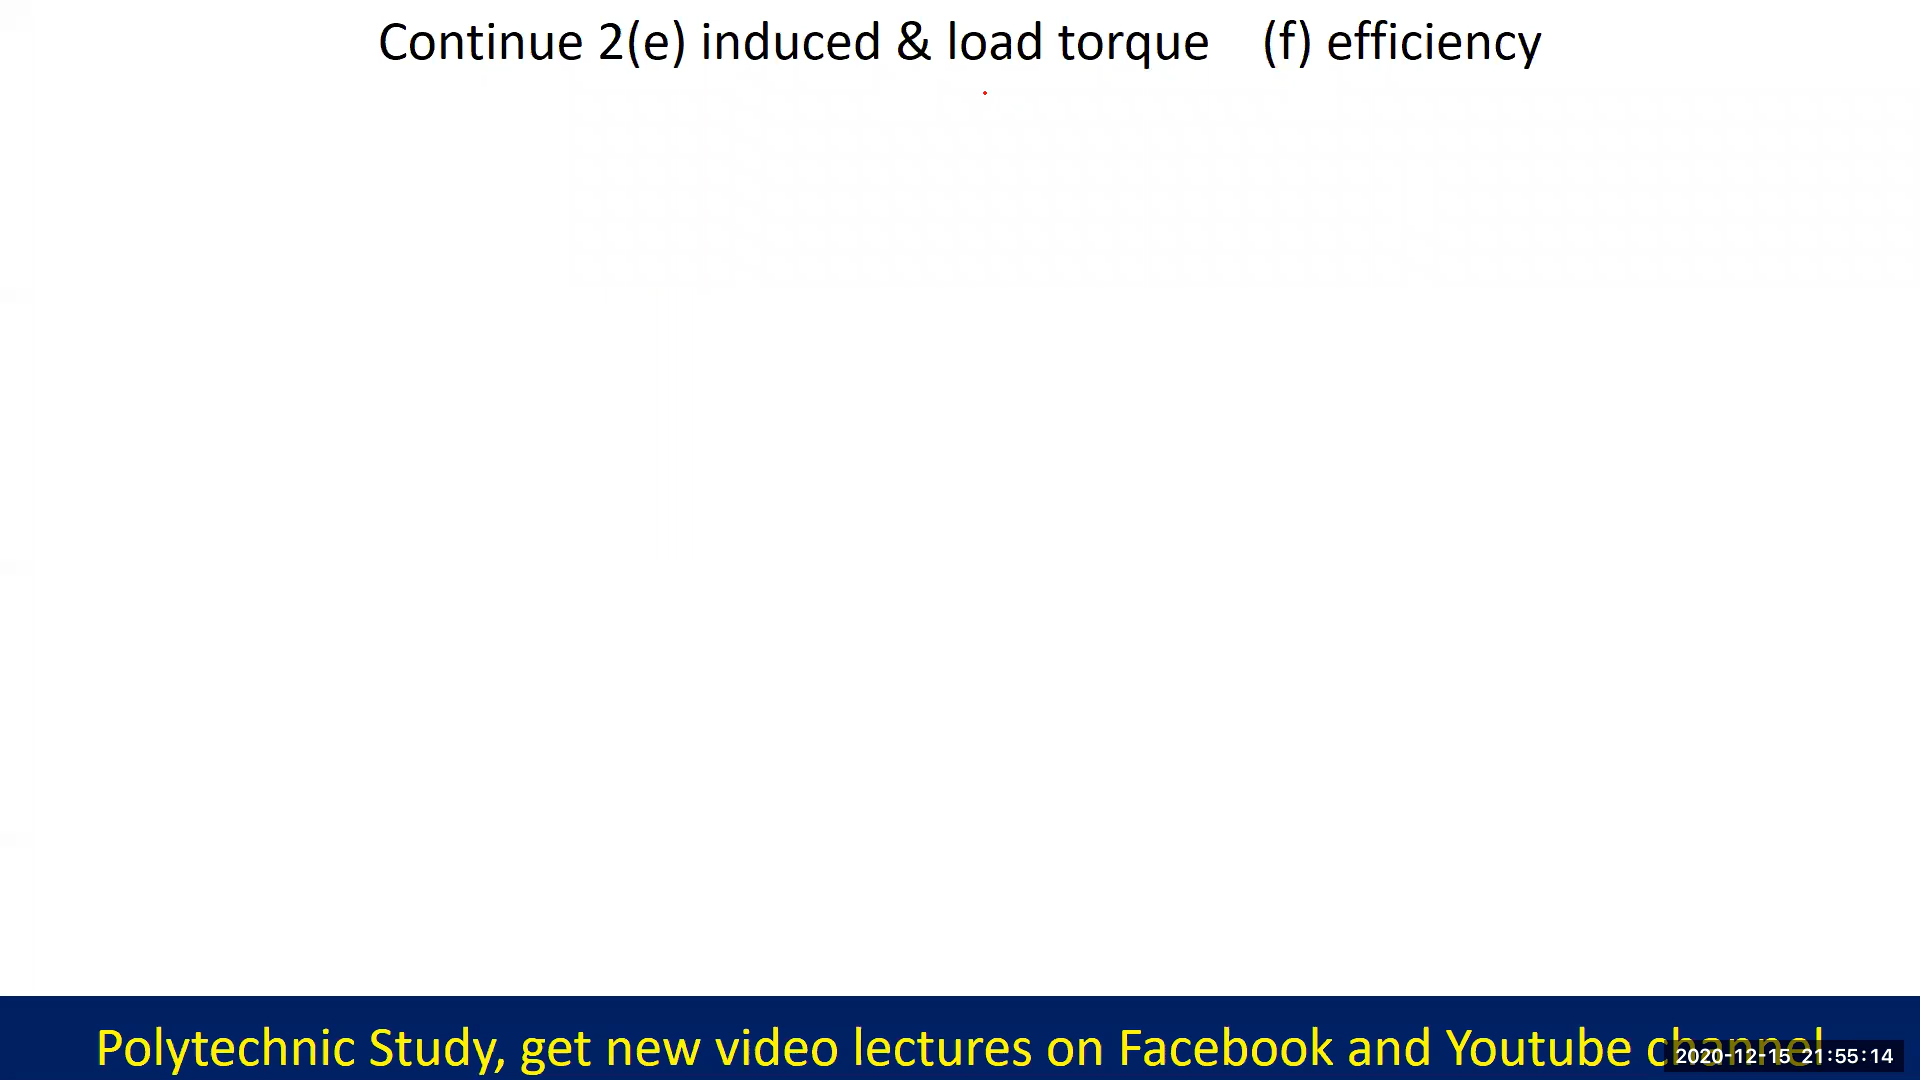 Continue 2(e) induced & load torque (f) efficiency
Polytechnic Study, get new video lectures on Facebook and Youtube channel
2020-12-15 21:55:14